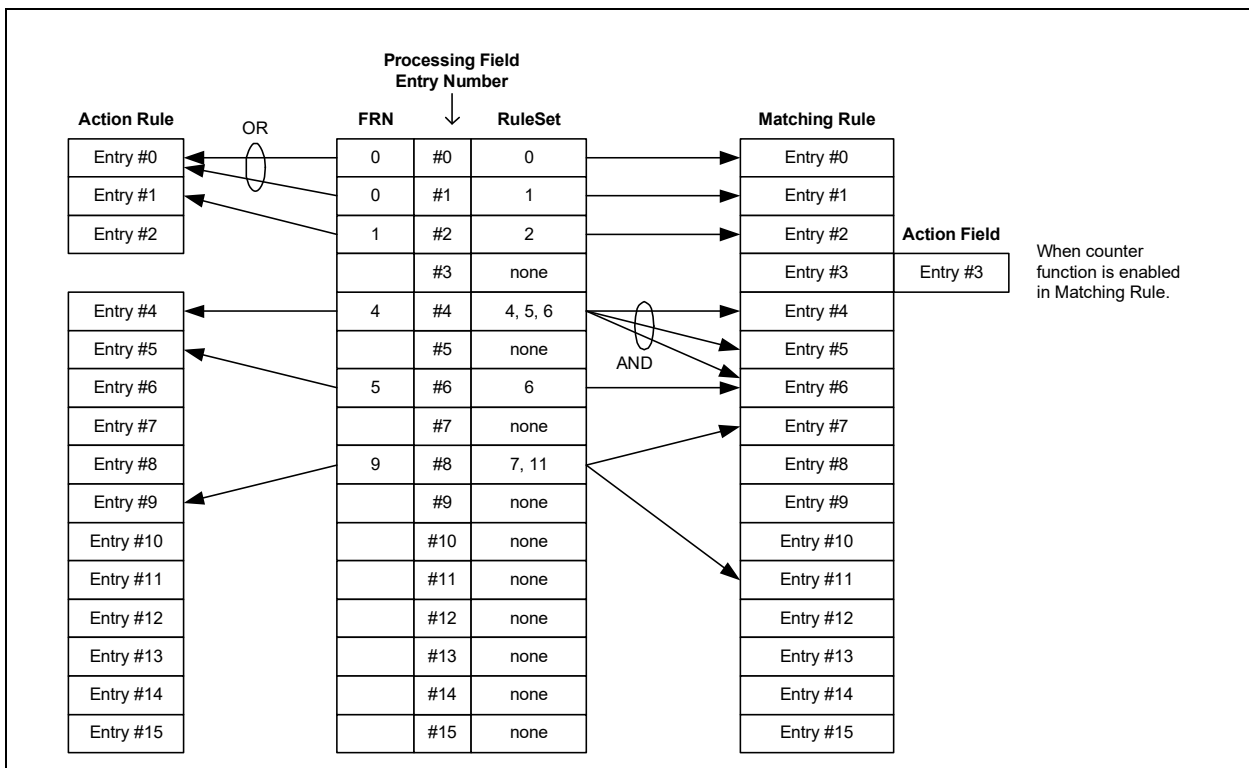 Processing Field
Entry Number
Action Rule
OR
FRN
RuleSet
Matching Rule
Entry #0
0
#0
0
Entry #0
Entry #1
0
#1
1
Entry #1
Entry #2
1
#2
2
Entry #2
Action Field
#3
none
Entry #3
Entry #3
When counter
function is enabled
in Matching Rule.
Entry #4
4
#4
4, 5, 6
Entry #4
Entry #5
#5
none
AND
Entry #5
Entry #6
5
#6
6
Entry #6
Entry #7
#7
none
Entry #7
Entry #8
9
#8
7, 11
Entry #8
Entry #9
#9
none
Entry #9
Entry #10
#10
none
Entry #10
Entry #11
#11
none
Entry #11
Entry #12
#12
none
Entry #12
Entry #13
#13
none
Entry #13
Entry #14
#14
none
Entry #14
Entry #15
#15
none
Entry #15